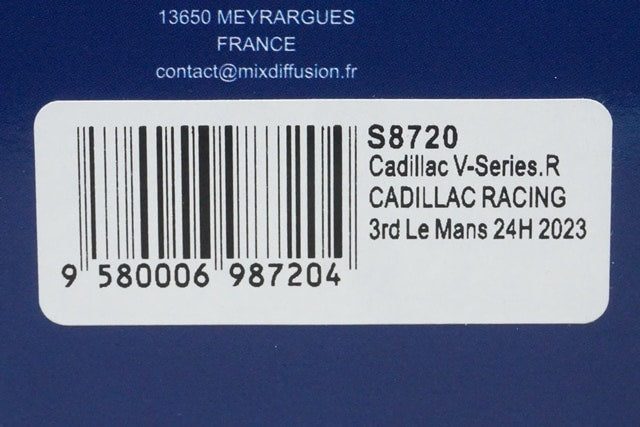 13650 MEYRARGUES
FRANCE
contact@mixdiffusion.fr
S8720
Cadillac V-Series.R
CADILLAC RACING
3rd Le Mans 24H 2023
9 580006 987204